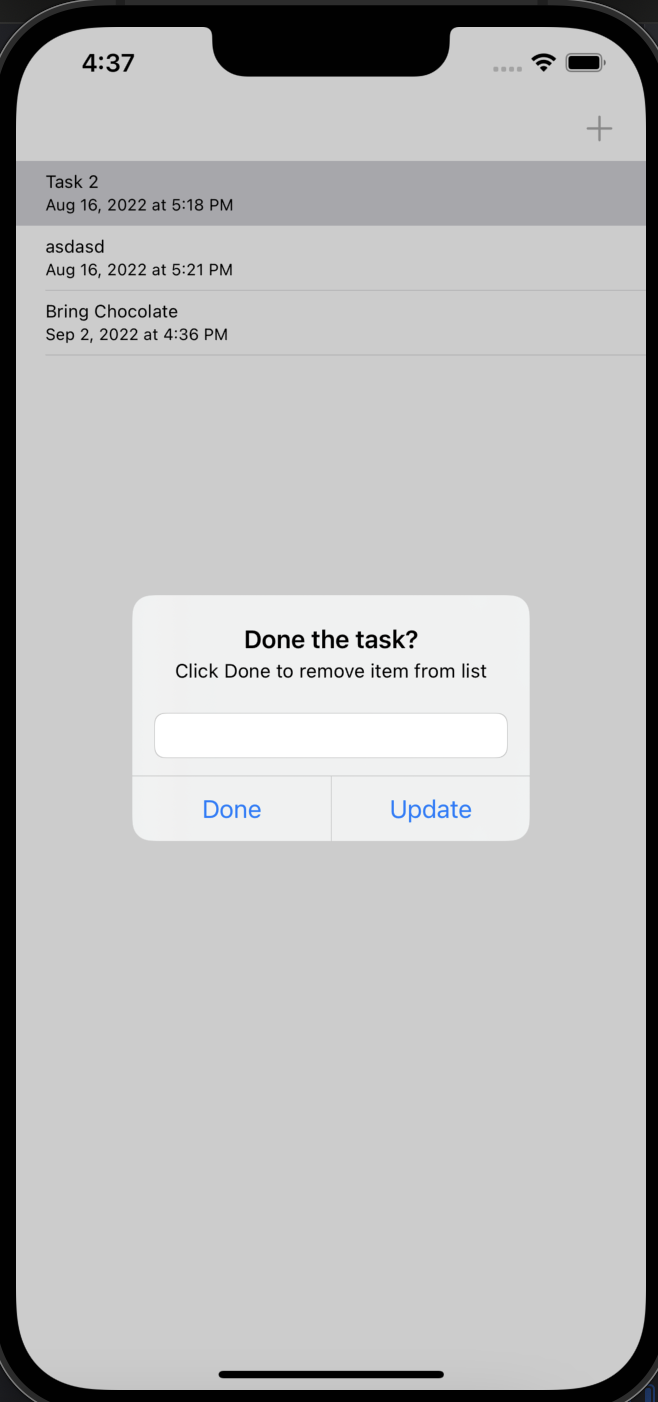 4:37
Task 2
Aug 16, 2022 at 5:18 PM
asdasd
Aug 16, 2022 at 5:21 PM
Bring Chocolate
Sep 2, 2022 at 4:36 PM
Done the task?
Click Done to remove item from list
Done
Update